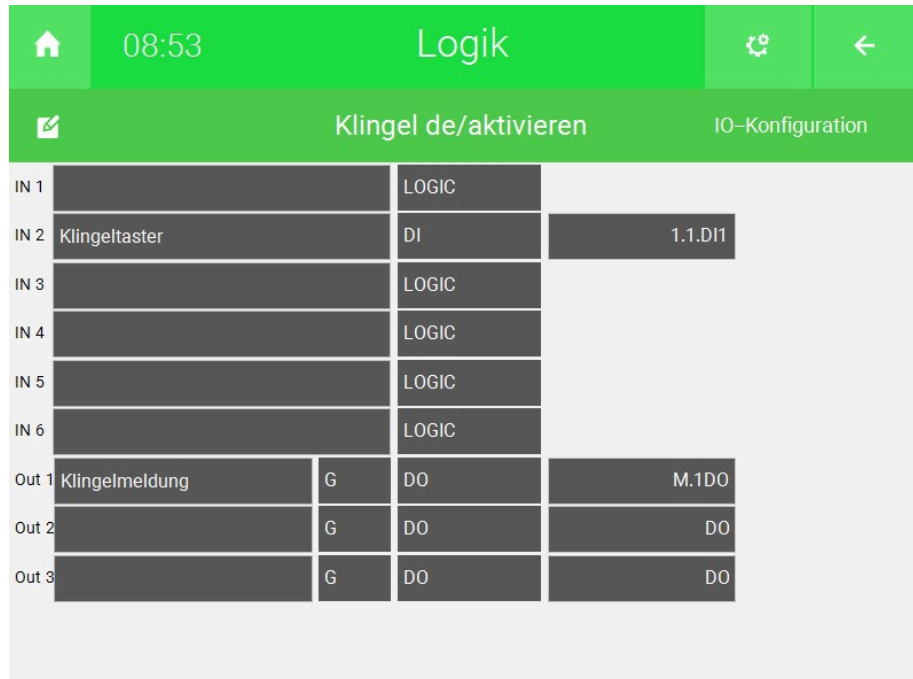 08:53 Logik
Klingel de/aktivieren IO-Konfiguration
IN 1 LOGIC
IN 2 Klingeltaster DI 1.1.DI1
IN 3 LOGIC
IN 4 LOGIC
IN 5 LOGIC
IN 6 LOGIC
Out 1 Klingelmeldung G DO M.1DO
Out 2 G DO DO
Out 3 G DO DO